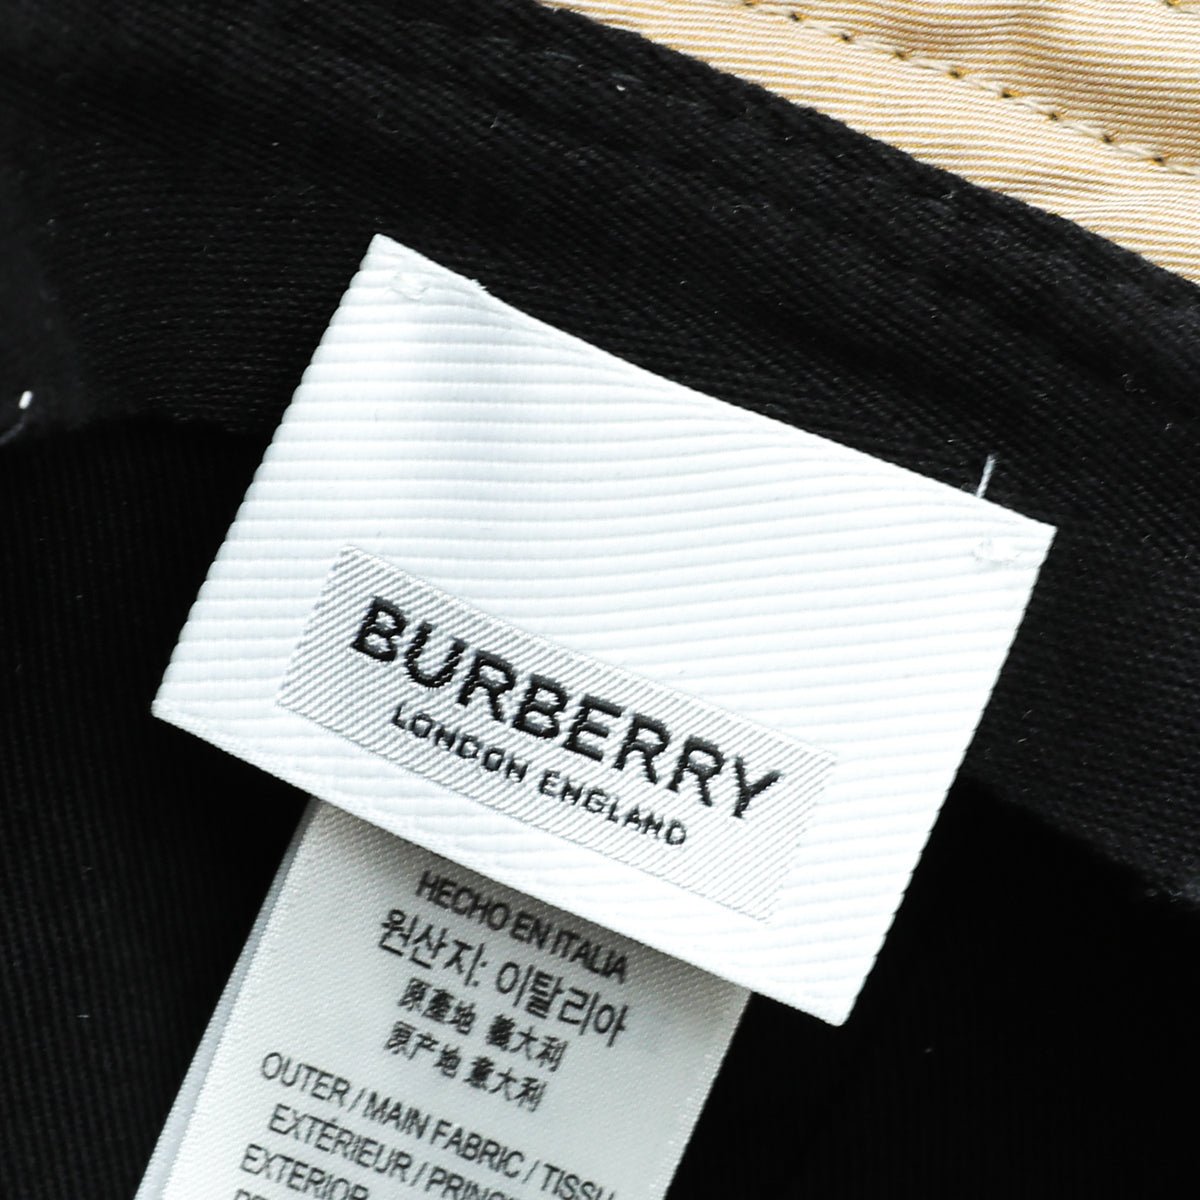 BURBERRY
LONDON ENGLAND
HECHO EN ITALIA
원산지: 이탈리아
原產地 義大利
原产地 意大利
OUTER / MAIN FABRIC / TISSU
EXTÉRIEUR / PRINC
EXTERIOR